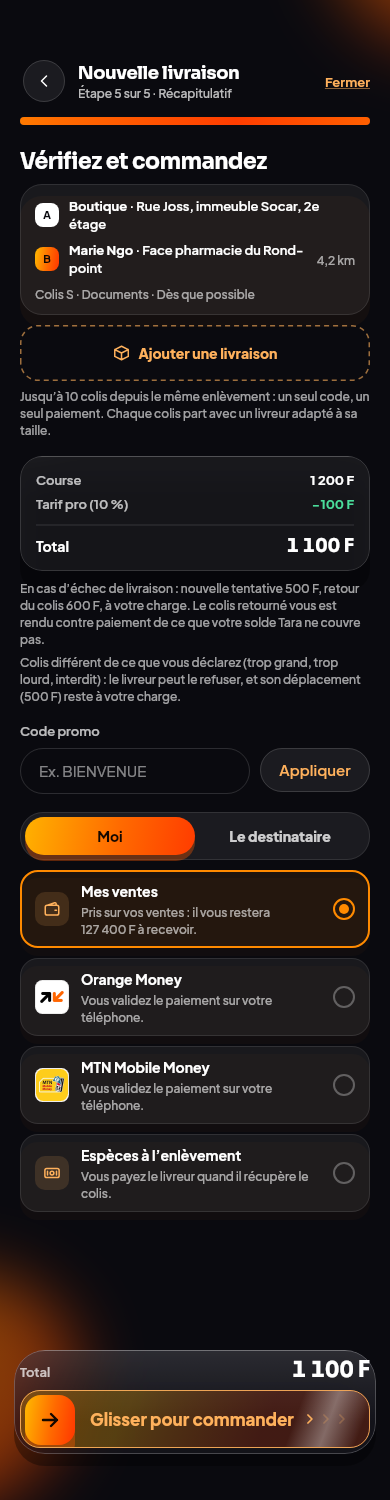 Nouvelle livraison
Étape 5 sur 5 · Récapitulatif
Fermer
Vérifiez et commandez
A
Boutique · Rue Joss, immeuble Socar, 2e
étage
B
Marie Ngo · Face pharmacie du Rond-
point
4,2 km
Colis S · Documents · Dès que possible
Ajouter une livraison
Jusqu'à 10 colis depuis le même enlèvement : un seul code, un
seul paiement. Chaque colis part avec un livreur adapté à sa
taille.
Course 1 200 F
Tarif pro (10 %) −100 F
Total 1 100 F
En cas d'échec de livraison : nouvelle tentative 500 F, retour
du colis 600 F, à votre charge. Le colis retourné vous est
rendu contre paiement de ce que votre solde Tara ne couvre
pas.
Colis différent de ce que vous déclarez (trop grand, trop
lourd, interdit) : le livreur peut le refuser, et son déplacement
(500 F) reste à votre charge.
Code promo
Ex. BIENVENUE
Appliquer
Moi
Le destinataire
Mes ventes
Pris sur vos ventes : il vous restera
127 400 F à recevoir.
Orange Money
Vous validez le paiement sur votre
téléphone.
MTN Mobile Money
Vous validez le paiement sur votre
téléphone.
Espèces à l'enlèvement
Vous payez le livreur quand il récupère le
colis.
Total 1 100 F
Glisser pour commander